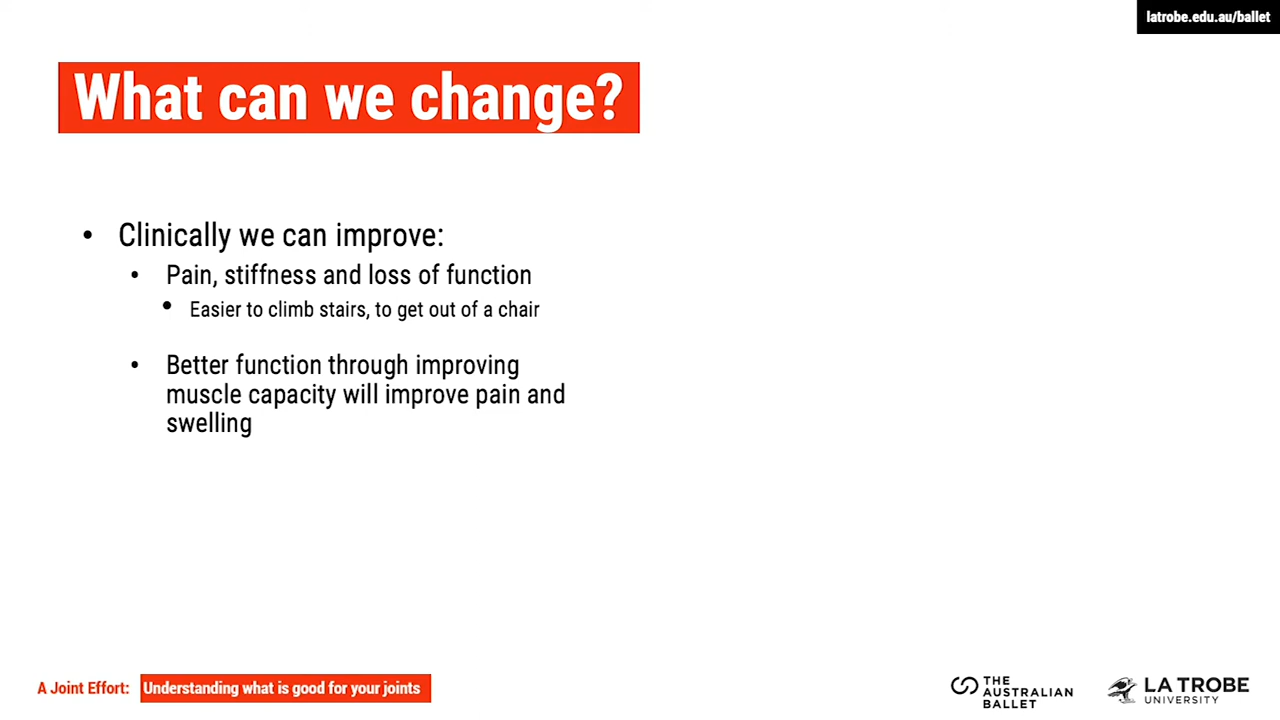 latrobe.edu.au/ballet
What can we change?
• Clinically we can improve:
• Pain, stiffness and loss of function
• Easier to climb stairs, to get out of a chair
• Better function through improving
muscle capacity will improve pain and
swelling
A Joint Effort: Understanding what is good for your joints
THE
AUSTRALIAN
BALLET
LA TROBE
UNIVERSITY